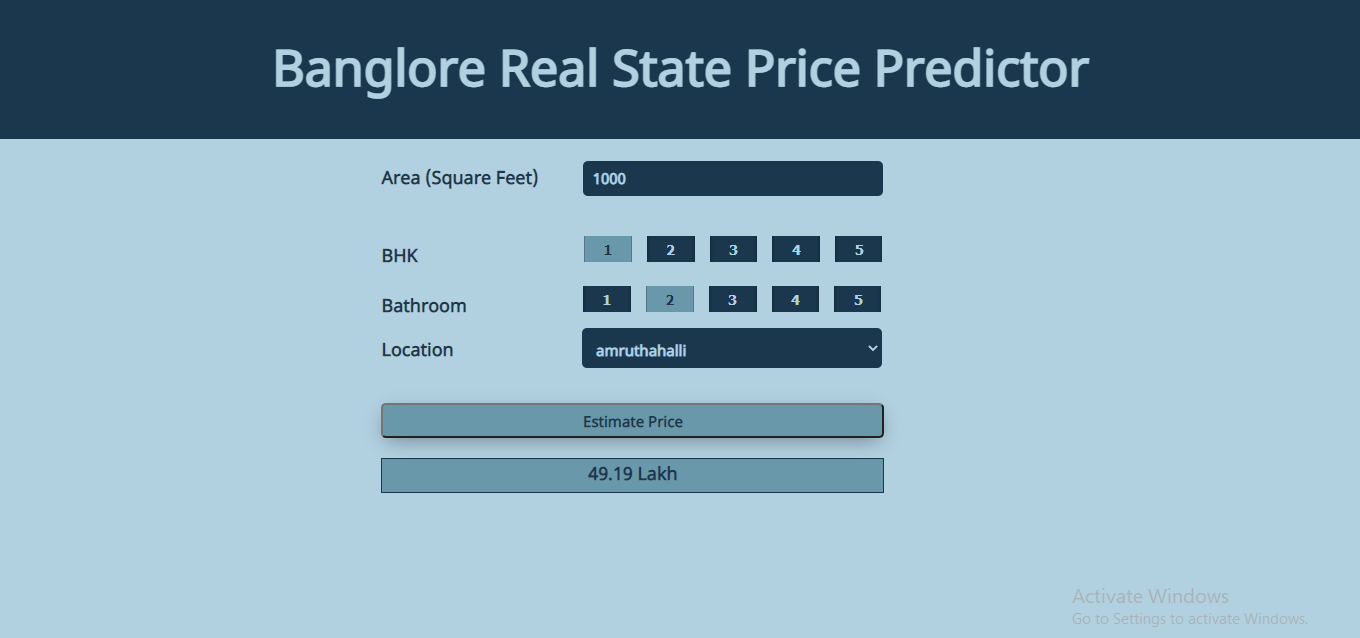 Banglore Real State Price Predictor
Area (Square Feet) 1000
BHK 1 2 3 4 5
Bathroom 1 2 3 4 5
Location amruthahalli
Estimate Price
49.19 Lakh
Activate Windows
Go to Settings to activate Windows.